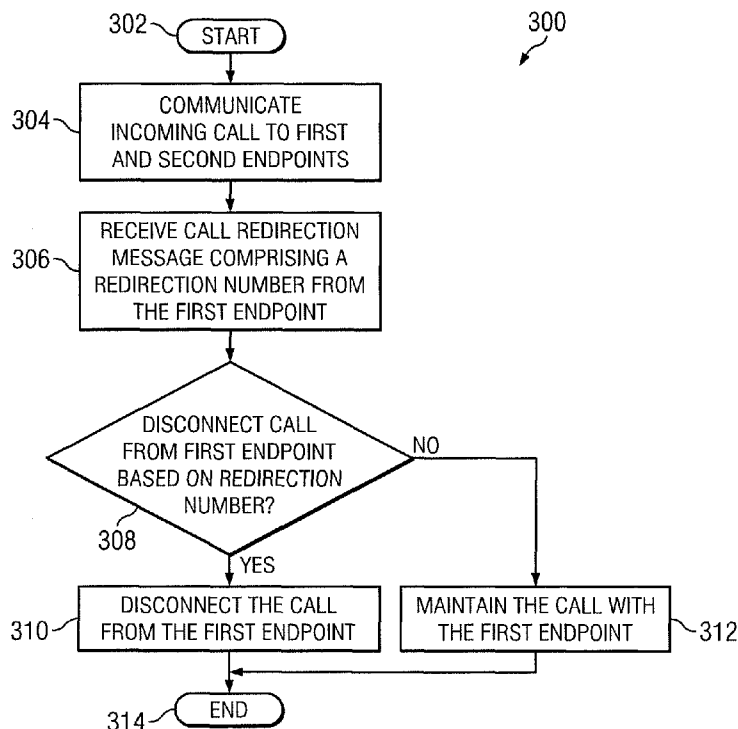 302
START
300
304
COMMUNICATE
INCOMING CALL TO FIRST
AND SECOND ENDPOINTS
306
RECEIVE CALL REDIRECTION
MESSAGE COMPRISING A
REDIRECTION NUMBER FROM
THE FIRST ENDPOINT
DISCONNECT CALL
FROM FIRST ENDPOINT
BASED ON REDIRECTION
NUMBER?
NO
308
YES
310
DISCONNECT THE CALL
FROM THE FIRST ENDPOINT
MAINTAIN THE CALL WITH
THE FIRST ENDPOINT
312
314
END